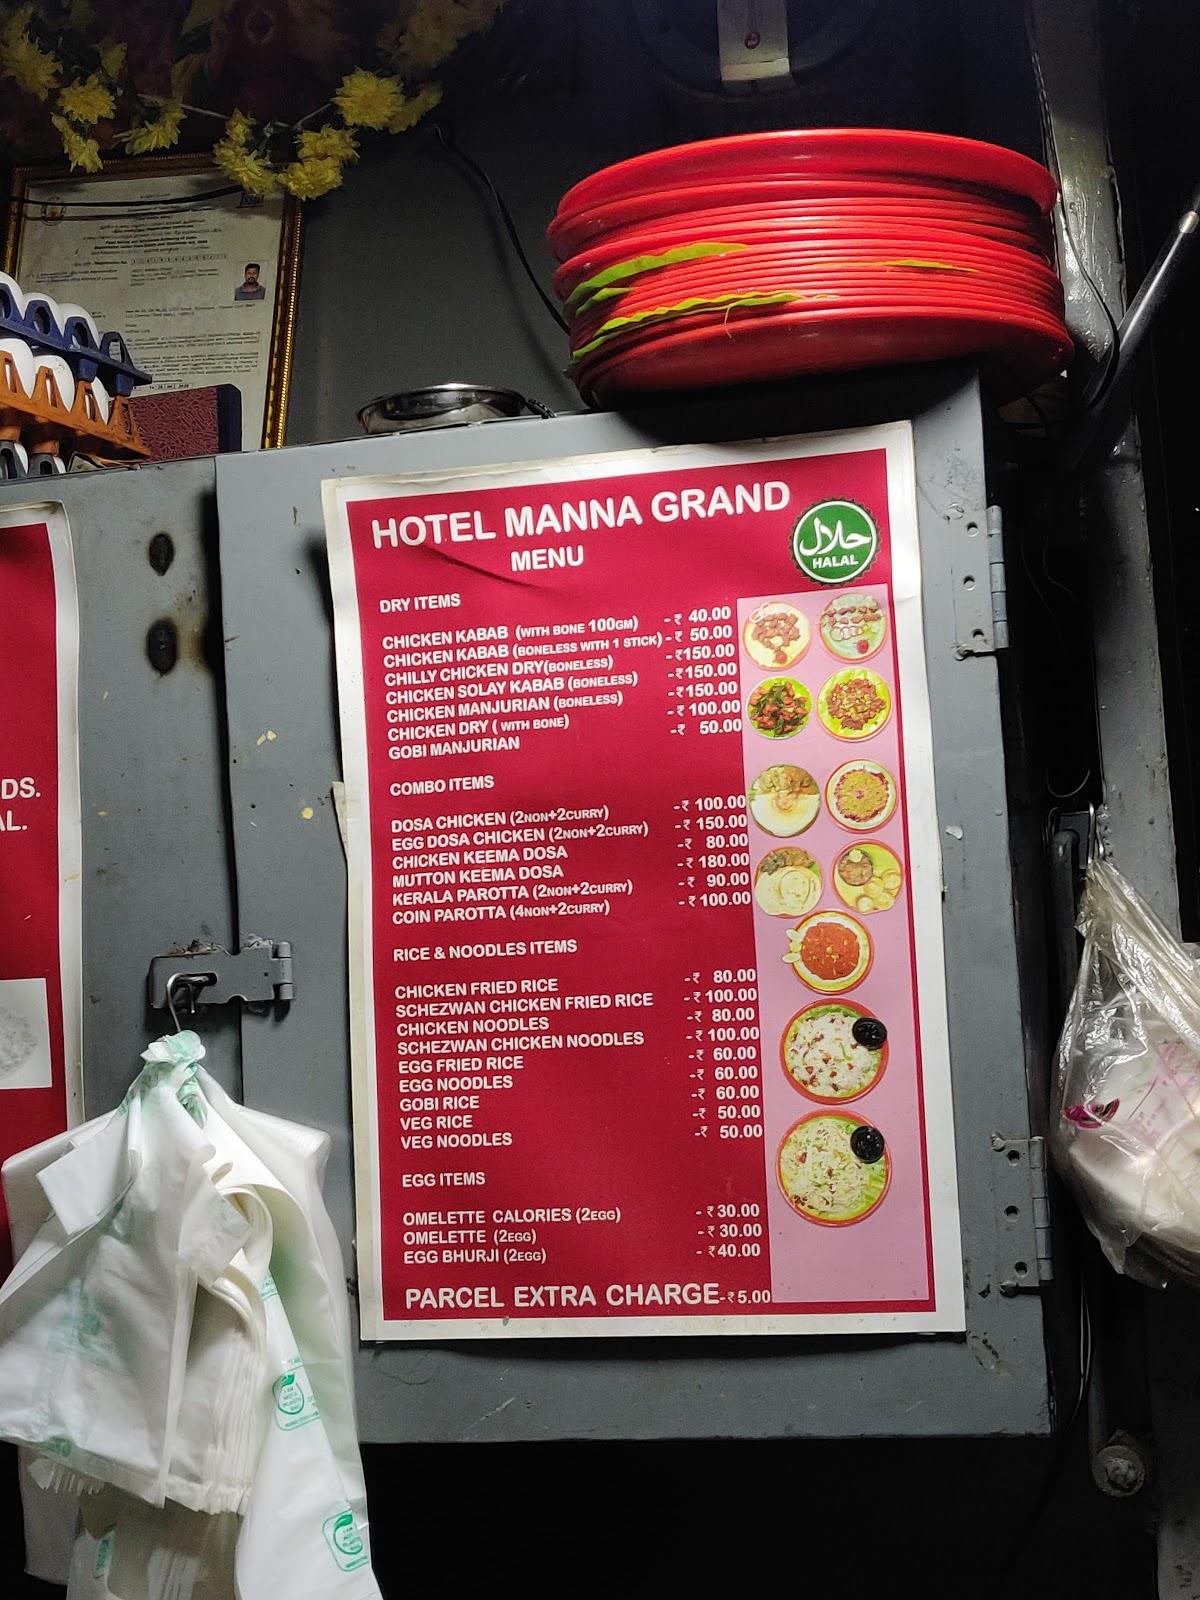 HOTEL MANNA GRAND
MENU
حلال
HALAL
DRY ITEMS
CHICKEN KABAB (WITH BONE 100GM) -₹ 40.00
CHICKEN KABAB (BONELESS WITH 1 STICK) -₹ 50.00
CHILLY CHICKEN DRY(BONELESS) -₹150.00
CHICKEN SOLAY KABAB (BONELESS) -₹150.00
CHICKEN MANJURIAN (BONELESS) -₹150.00
CHICKEN DRY ( WITH BONE) -₹ 100.00
GOBI MANJURIAN -₹ 50.00
COMBO ITEMS
DOSA CHICKEN (2NON+2CURRY) -₹ 100.00
EGG DOSA CHICKEN (2NON+2CURRY) -₹ 150.00
CHICKEN KEEMA DOSA -₹ 80.00
MUTTON KEEMA DOSA -₹ 180.00
KERALA PAROTTA (2NON+2CURRY) -₹ 90.00
COIN PAROTTA (4NON+2CURRY) -₹ 100.00
RICE & NOODLES ITEMS
CHICKEN FRIED RICE -₹ 80.00
SCHEZWAN CHICKEN FRIED RICE -₹ 100.00
CHICKEN NOODLES -₹ 80.00
SCHEZWAN CHICKEN NOODLES -₹ 100.00
EGG FRIED RICE -₹ 60.00
EGG NOODLES -₹ 60.00
GOBI RICE -₹ 60.00
VEG RICE -₹ 50.00
VEG NOODLES -₹ 50.00
EGG ITEMS
OMELETTE CALORIES (2EGG) - ₹30.00
OMELETTE (2EGG) - ₹30.00
EGG BHURJI (2EGG) - ₹40.00
PARCEL EXTRA CHARGE-₹5.00
DS.
AL.
I AM
NOT A
PLASTIC
BAG